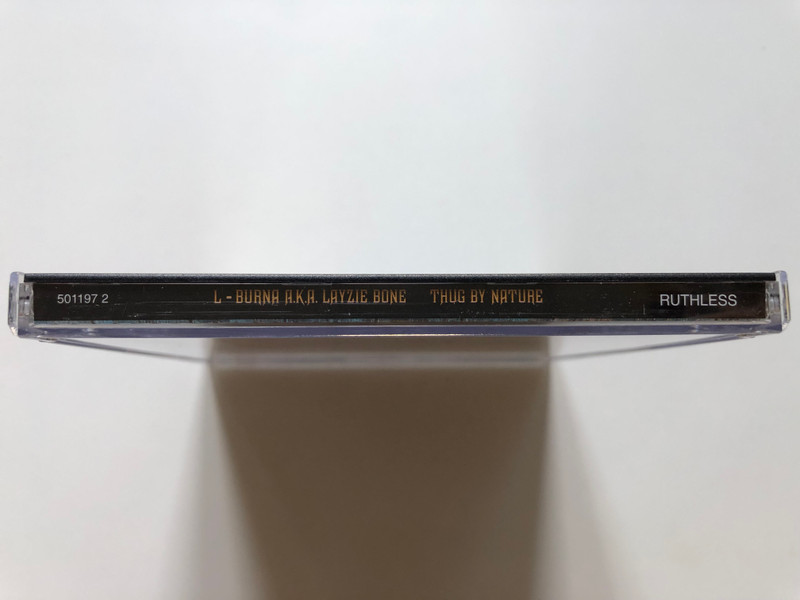 501197 2 L-BURNA A.K.A. LAYZIE BONE THUG BY NATURE RUTHLESS